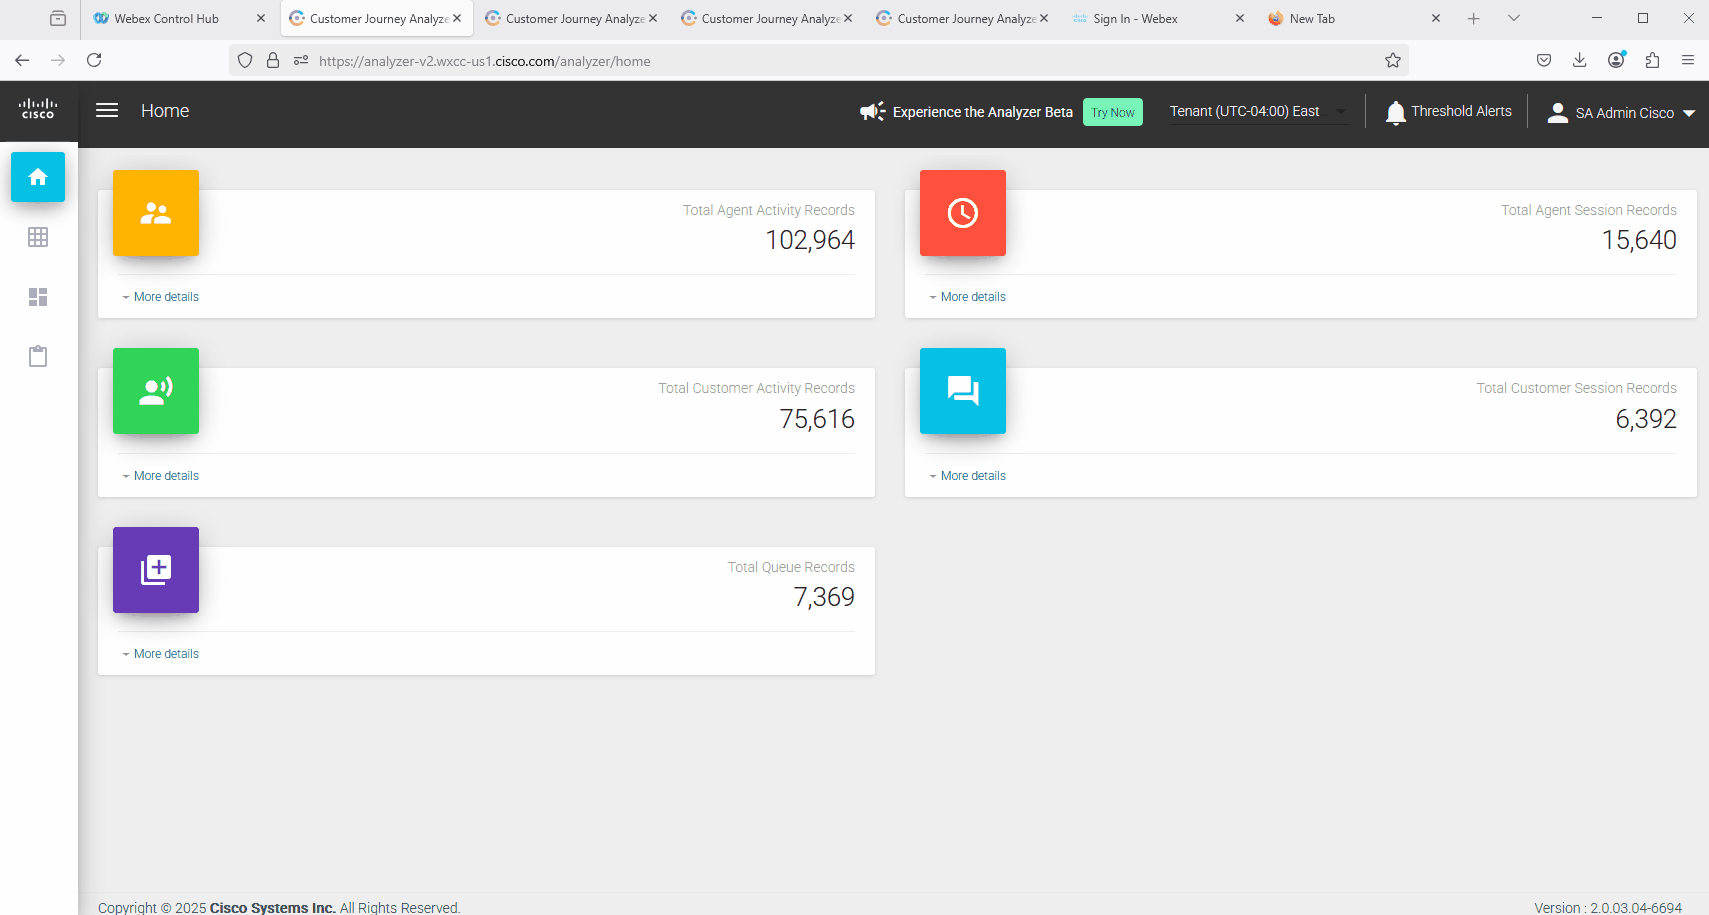 Webex Control Hub
Customer Journey Analyze
Customer Journey Analyze
Customer Journey Analyze
Customer Journey Analyze
Sign In - Webex
New Tab
https://analyzer-v2.wxcc-us1.cisco.com/analyzer/home
cisco
Home
Experience the Analyzer Beta
Try Now
Tenant (UTC-04:00) East
Threshold Alerts
SA Admin Cisco
Total Agent Activity Records
102,964
More details
Total Agent Session Records
15,640
More details
Total Customer Activity Records
75,616
More details
Total Customer Session Records
6,392
More details
Total Queue Records
7,369
More details
Copyright © 2025 Cisco Systems Inc. All Rights Reserved.
Version : 2.0.03.04-6694